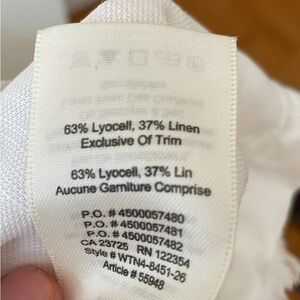 63% Lyocell, 37% Linen
Exclusive Of Trim
63% Lyocell, 37% Lin
Aucune Garniture Comprise
P.O. # 4500057480
P.O. # 4500057481
P.O. # 4500057482
CA 23725 RN 122354
Style # WTN4-8451-26
Article # 55948